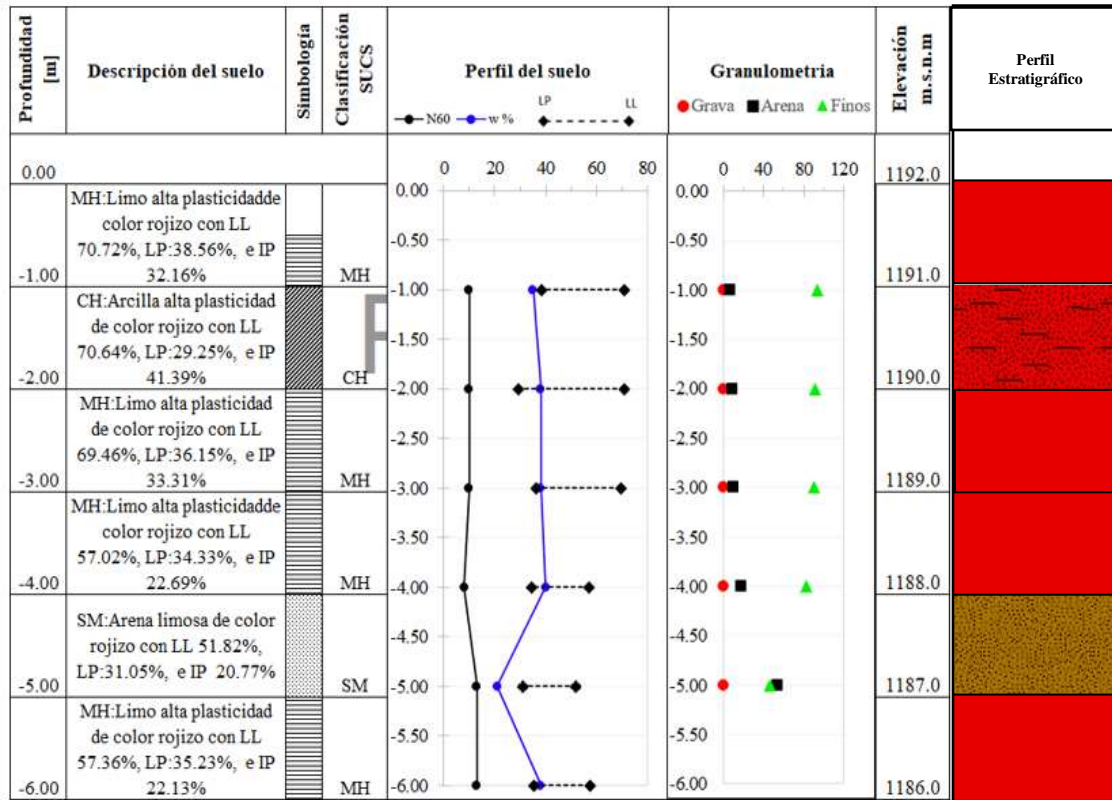 Profundidad
[m]
Descripción del suelo
Simbología
Clasificación
SUCS
Perfil del suelo
N60
w %
LP
LL
Granulometria
Grava
Arena
Finos
Elevación
m.s.n.m
Perfil
Estratigráfico
0.00
1192.0
0 20 40 60 80
0 40 80 120
MH:Limo alta plasticidadde
color rojizo con LL
70.72%, LP:38.56%, e IP
32.16%
-1.00
MH
1191.0
CH:Arcilla alta plasticidad
de color rojizo con LL
70.64%, LP:29.25%, e IP
41.39%
-2.00
CH
1190.0
MH:Limo alta plasticidad
de color rojizo con LL
69.46%, LP:36.15%, e IP
33.31%
-3.00
MH
1189.0
MH:Limo alta plasticidadde
color rojizo con LL
57.02%, LP:34.33%, e IP
22.69%
-4.00
MH
1188.0
SM:Arena limosa de color
rojizo con LL 51.82%,
LP:31.05%, e IP 20.77%
-5.00
SM
1187.0
MH:Limo alta plasticidad
de color rojizo con LL
57.36%, LP:35.23%, e IP
22.13%
-6.00
MH
1186.0
0.00
-0.50
-1.00
-1.50
-2.00
-2.50
-3.00
-3.50
-4.00
-4.50
-5.00
-5.50
-6.00
0.00
-0.50
-1.00
-1.50
-2.00
-2.50
-3.00
-3.50
-4.00
-4.50
-5.00
-5.50
-6.00